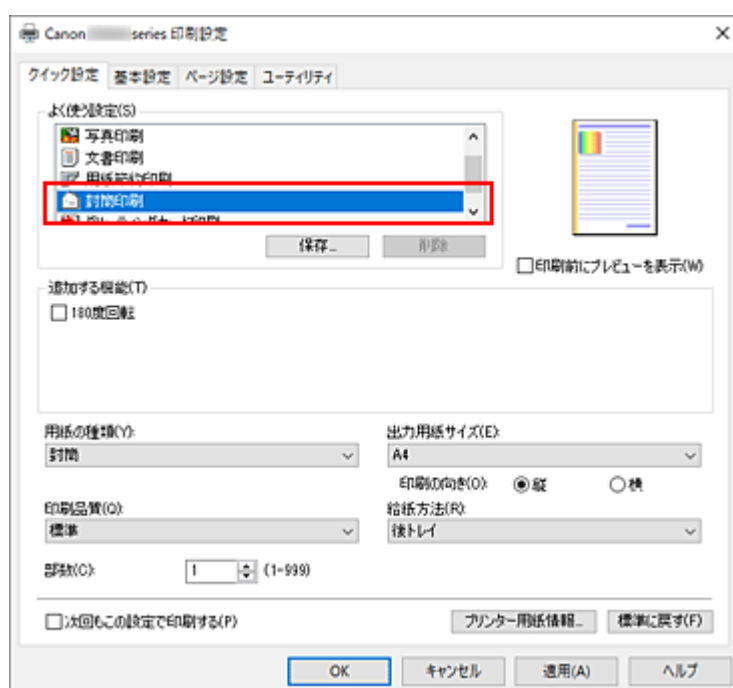 Canon series 印刷設定
クイック設定 基本設定 ページ設定 ユーティリティ
よく使う設定(S)
写真印刷
文書印刷
用紙節約印刷
封筒印刷
保存... 削除
印刷前にプレビューを表示(W)
追加する機能(T)
180度回転
用紙の種類(Y): 出力用紙サイズ(E):
封筒 A4
印刷の向き(O): 縦 横
印刷品質(Q): 給紙方法(R):
標準 後トレイ
部数(C): 1 (1-999)
次回もこの設定で印刷する(P) プリンター用紙情報... 標準に戻す(F)
OK キャンセル 適用(A) ヘルプ